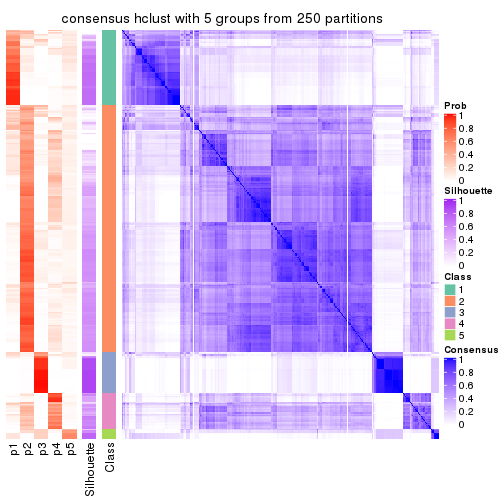 consensus hclust with 5 groups from 250 partitions
Prob
1
0.8
0.6
0.4
0.2
0
Silhouette
1
0.8
0.6
0.4
0.2
0
Class
1
2
3
4
5
Consensus
1
0.8
0.6
0.4
0.2
0
p1
p2
p3
p4
p5
Silhouette
Class